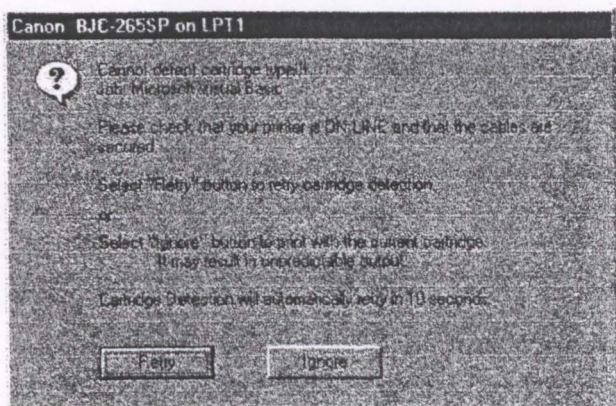 Canon BJC-265SP on LPT1
Cannot detect cartridge type!!
Job: Microsoft Visual Basic
Please check that your printer is ON-LINE and that the cables are
secured.
Select "Retry" button to retry cartridge detection.
or
Select "Ignore" button to print with the current cartridge.
It may result in unpredictable output.
Cartridge Detection will automatically retry in 10 seconds.
Retry
Ignore